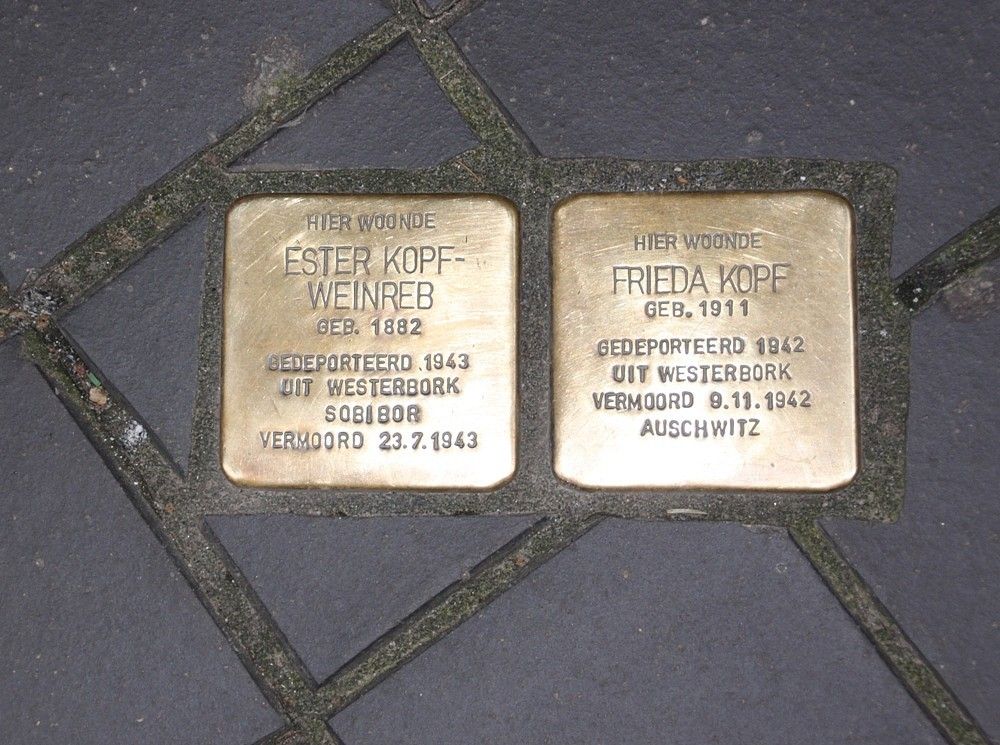 HIER WOONDE
ESTER KOPF-
WEINREB
GEB. 1882
GEDEPORTEERD 1943
UIT WESTERBORK
SOBIBOR
VERMOORD 23.7.1943
HIER WOONDE
FRIEDA KOPF
GEB. 1911
GEDEPORTEERD 1942
UIT WESTERBORK
VERMOORD 9.11.1942
AUSCHWITZ